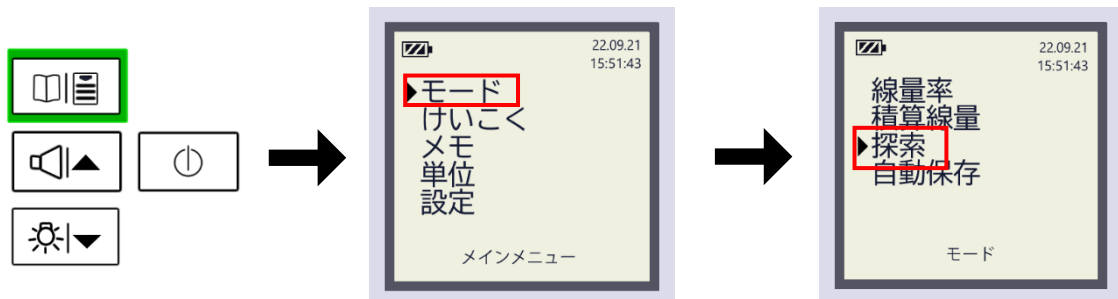 22.09.21
15:51:43
モード
けいこく
メモ
単位
設定
メインメニュー
22.09.21
15:51:43
線量率
積算線量
探索
自動保存
モード